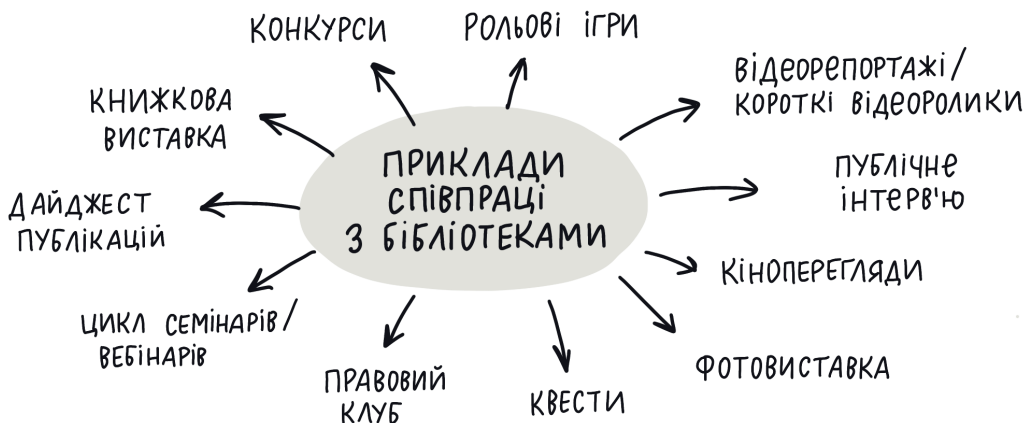 КОНКУРСИ
РОЛЬОВІ ІГРИ
ВІДЕОРЕПОРТАЖІ/
КОРОТКІ ВІДЕОРОЛИКИ
КНИЖКОВА
ВИСТАВКА
ПРИКЛАДИ
СПІВПРАЦІ
З БІБЛІОТЕКАМИ
ПУБЛІЧНЕ
ІНТЕРВ'Ю
ДАЙДЖЕСТ
ПУБЛІКАЦІЙ
КІНОПЕРЕГЛЯДИ
ЦИКЛ СЕМІНАРІВ/
ВЕБІНАРІВ
ФОТОВИСТАВКА
ПРАВОВИЙ
КЛУБ
КВЕСТИ